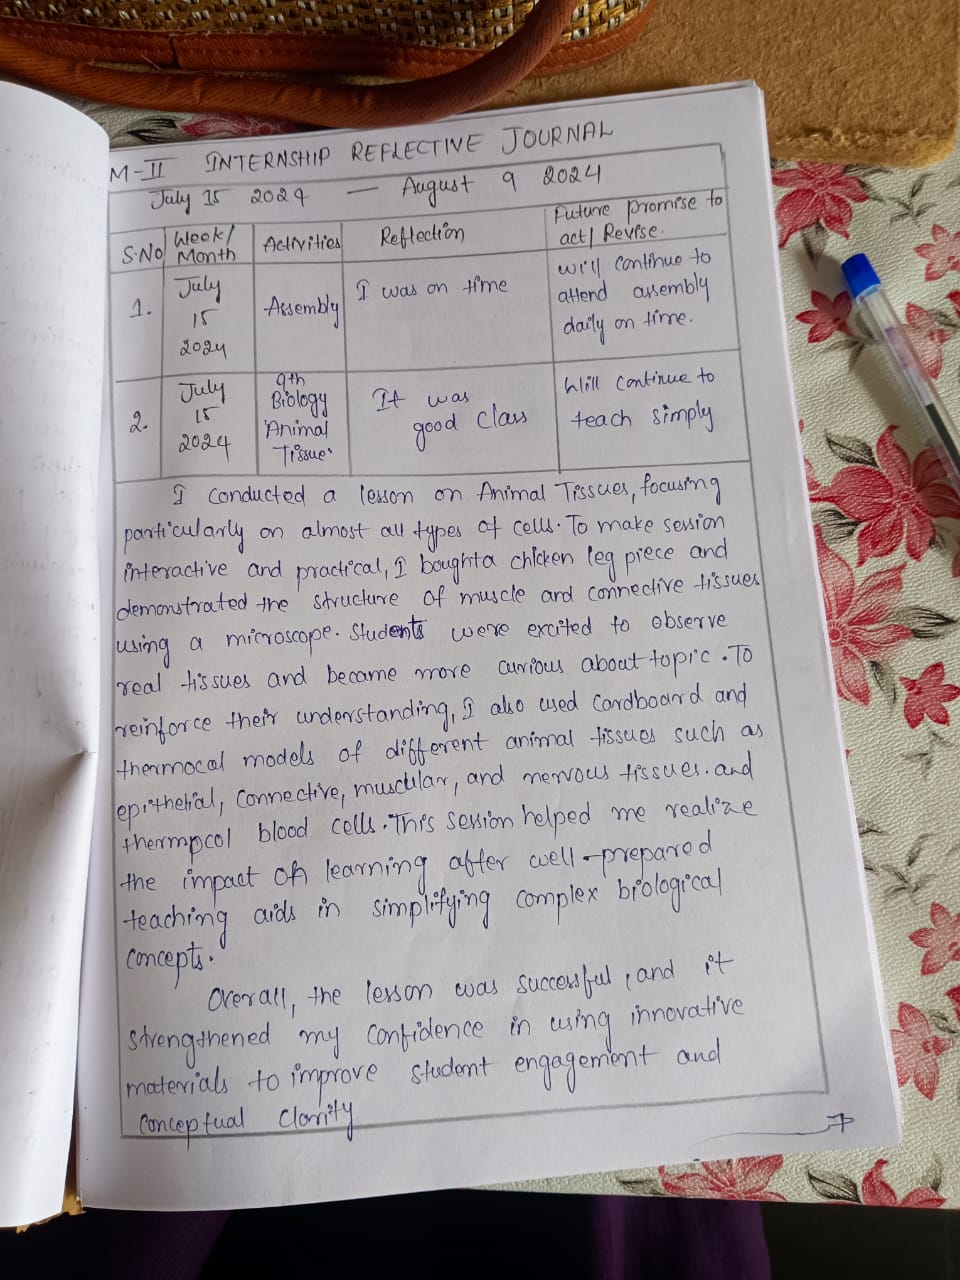 M-II INTERNSHIP REFLECTIVE JOURNAL
July 15 2024 — August 9 2024
S.No Week/Month Activities Reflection Future promise to act/ Revise.
1. July 15 2024 Assembly I was on time will continue to attend assembly daily on time.
2. July 15 2024 9th Biology 'Animal Tissue' It was good class Will continue to teach simply
I conducted a lesson on Animal Tissues, focusing
particularly on almost all types of cells. To make session
interactive and practical, I boughta chicken leg piece and
demonstrated the structure of muscle and connective tissues
using a microscope. Students were excited to observe
real tissues and became more curious about topic. To
reinforce their understanding, I also used Cardboard and
thermocal models of different animal tissues such as
epithelial, connective, muscular, and nervous tissues. and
thermpcol blood cells. This session helped me realize
the impact of learning after well-prepared
teaching aids in simplifying complex biological
concepts.
Overall, the lesson was successful, and it
strengthened my confidence in using innovative
materials to improve student engagement and
conceptual Clarity
7